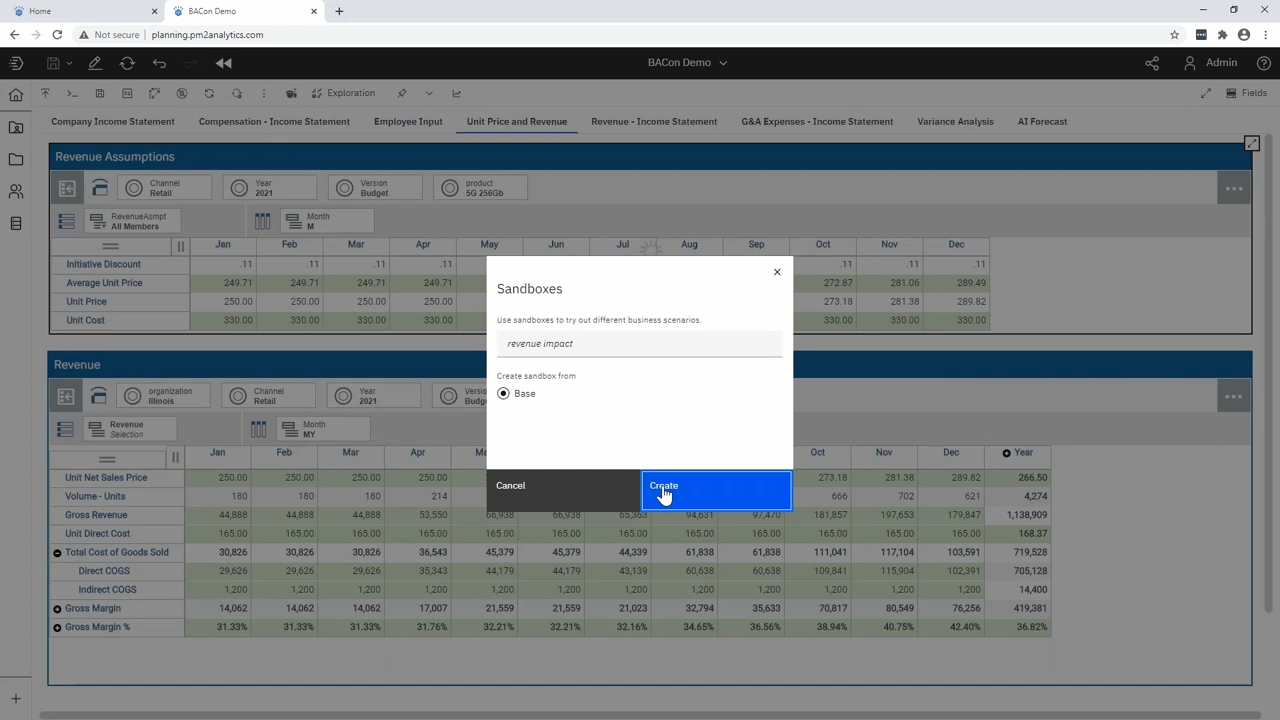 Home
BACon Demo
Not secure | planning.pm2analytics.com
BACon Demo
Admin
Exploration
Fields
Company Income Statement Compensation - Income Statement Employee Input Unit Price and Revenue Revenue - Income Statement G&A Expenses - Income Statement Variance Analysis AI Forecast
Revenue Assumptions
Channel Year Version product
Retail 2021 Budget 5G 256Gb
RevenueAsmpt Month
All Members M
Jan Feb Mar Apr May Jun Jul Aug Sep Oct Nov Dec
Initiative Discount .11 .11 .11 .11 .11 .11 .11
Average Unit Price 249.71 249.71 249.71 249.71 272.87 281.06 289.49
Unit Price 250.00 250.00 250.00 250.00 273.18 281.38 289.82
Unit Cost 330.00 330.00 330.00 330.00 330.00 330.00 330.00
Sandboxes
Use sandboxes to try out different business scenarios.
revenue impact
Create sandbox from
Base
Cancel
Create
Revenue
organization Channel Year
Illinois Retail 2021
Revenue Month
Selection MY
Jan Feb Mar Apr Oct Nov Dec Year
Unit Net Sales Price 250.00 250.00 250.00 250.00 273.18 281.38 289.82 266.50
Volume - Units 180 180 180 214 666 702 621 4,274
Gross Revenue 44,888 44,888 44,888 53,550 66,938 66,938 65,363 94,631 97,470 181,857 197,653 179,847 1,138,909
Unit Direct Cost 165.00 165.00 165.00 165.00 165.00 165.00 165.00 165.00 165.00 165.00 165.00 165.00 168.37
Total Cost of Goods Sold 30,826 30,826 30,826 36,543 45,379 45,379 44,339 61,838 61,838 111,041 117,104 103,591 719,528
Direct COGS 29,626 29,626 29,626 35,343 44,179 44,179 43,139 60,638 60,638 109,841 115,904 102,391 705,128
Indirect COGS 1,200 1,200 1,200 1,200 1,200 1,200 1,200 1,200 1,200 1,200 1,200 1,200 14,400
Gross Margin 14,062 14,062 14,062 17,007 21,559 21,559 21,023 32,794 35,633 70,817 80,549 76,256 419,381
Gross Margin % 31.33% 31.33% 31.33% 31.76% 32.21% 32.21% 32.16% 34.65% 36.56% 38.94% 40.75% 42.40% 36.82%